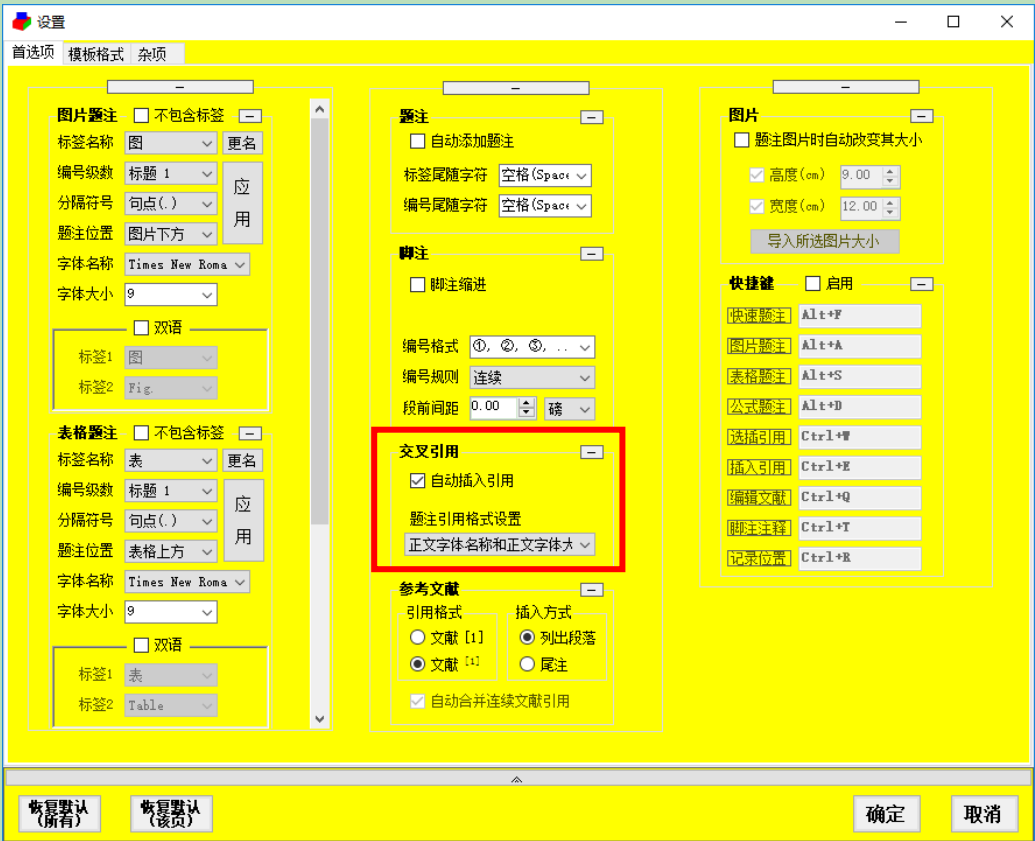 设置
首选项 模板格式 杂项
图片题注 不包含标签
标签名称 图 更名
编号级数 标题 1 应用
分隔符号 句点(.)
题注位置 图片下方
字体名称 Times New Roma
字体大小 9
双语
标签1 图
标签2 Fig.
表格题注 不包含标签
标签名称 表 更名
编号级数 标题 1 应用
分隔符号 句点(.)
题注位置 表格上方
字体名称 Times New Roma
字体大小 9
双语
标签1 表
标签2 Table
题注
自动添加题注
标签尾随字符 空格(Space
编号尾随字符 空格(Space
脚注
脚注缩进
编号格式 ①, ②, ③, ..
编号规则 连续
段前间距 0.00 磅
交叉引用
自动插入引用
题注引用格式设置
正文字体名称和正文字体大
参考文献
引用格式 插入方式
文献 [1] 列出段落
文献 [1] 尾注
自动合并连续文献引用
图片
题注图片时自动改变其大小
高度(cm) 9.00
宽度(cm) 12.00
导入所选图片大小
快捷键 启用
快速题注 Alt+F
图片题注 Alt+A
表格题注 Alt+S
公式题注 Alt+D
选插引用 Ctrl+W
插入引用 Ctrl+E
编辑文献 Ctrl+Q
脚注注释 Ctrl+T
记录位置 Ctrl+R
恢复默认
(所有)
恢复默认
(该页)
确定 取消